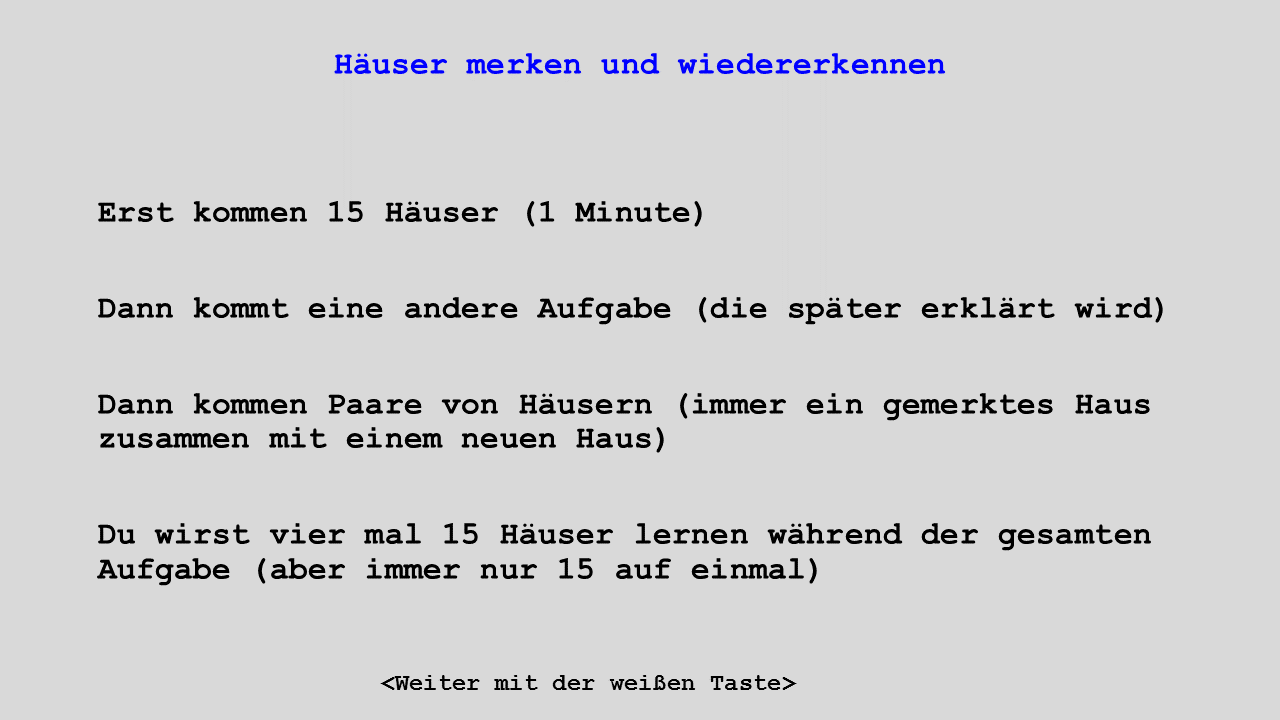 Häuser merken und wiedererkennen
Erst kommen 15 Häuser (1 Minute)
Dann kommt eine andere Aufgabe (die später erklärt wird)
Dann kommen Paare von Häusern (immer ein gemerktes Haus
zusammen mit einem neuen Haus)
Du wirst vier mal 15 Häuser lernen während der gesamten
Aufgabe (aber immer nur 15 auf einmal)
<Weiter mit der weißen Taste>